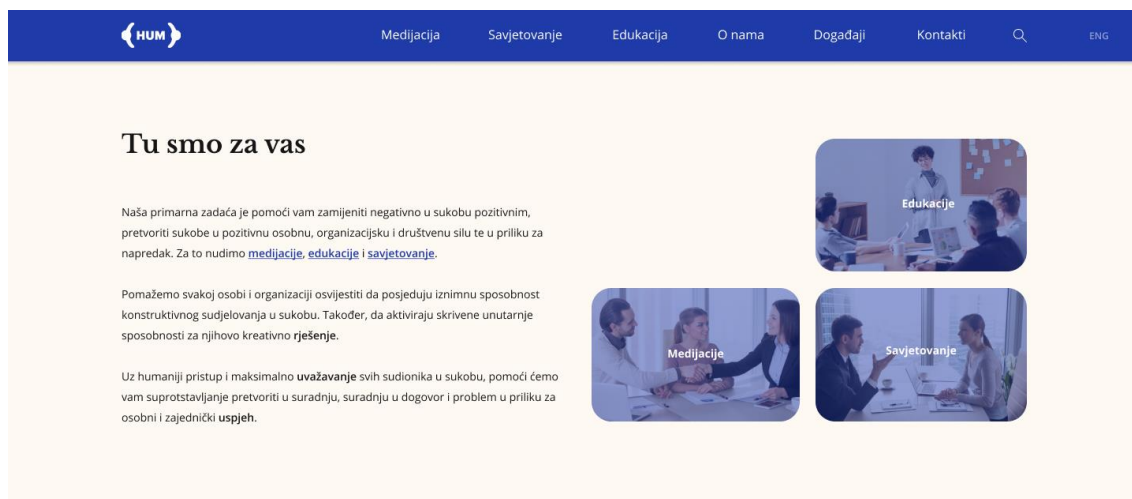 HUM
Medijacija Savjetovanje Edukacija O nama Događaji Kontakti ENG
Tu smo za vas
Naša primarna zadaća je pomoći vam zamijeniti negativno u sukobu pozitivnim,
pretvoriti sukobe u pozitivnu osobnu, organizacijsku i društvenu silu te u priliku za
napredak. Za to nudimo medijacije, edukacije i savjetovanje.
Pomažemo svakoj osobi i organizaciji osvijestiti da posjeduju iznimnu sposobnost
konstruktivnog sudjelovanja u sukobu. Također, da aktiviraju skrivene unutarnje
sposobnosti za njihovo kreativno rješenje.
Uz humaniji pristup i maksimalno uvažavanje svih sudionika u sukobu, pomoći ćemo
vam suprotstavljanje pretvoriti u suradnju, suradnju u dogovor i problem u priliku za
osobni i zajednički uspjeh.
Edukacije
Medijacije
Savjetovanje